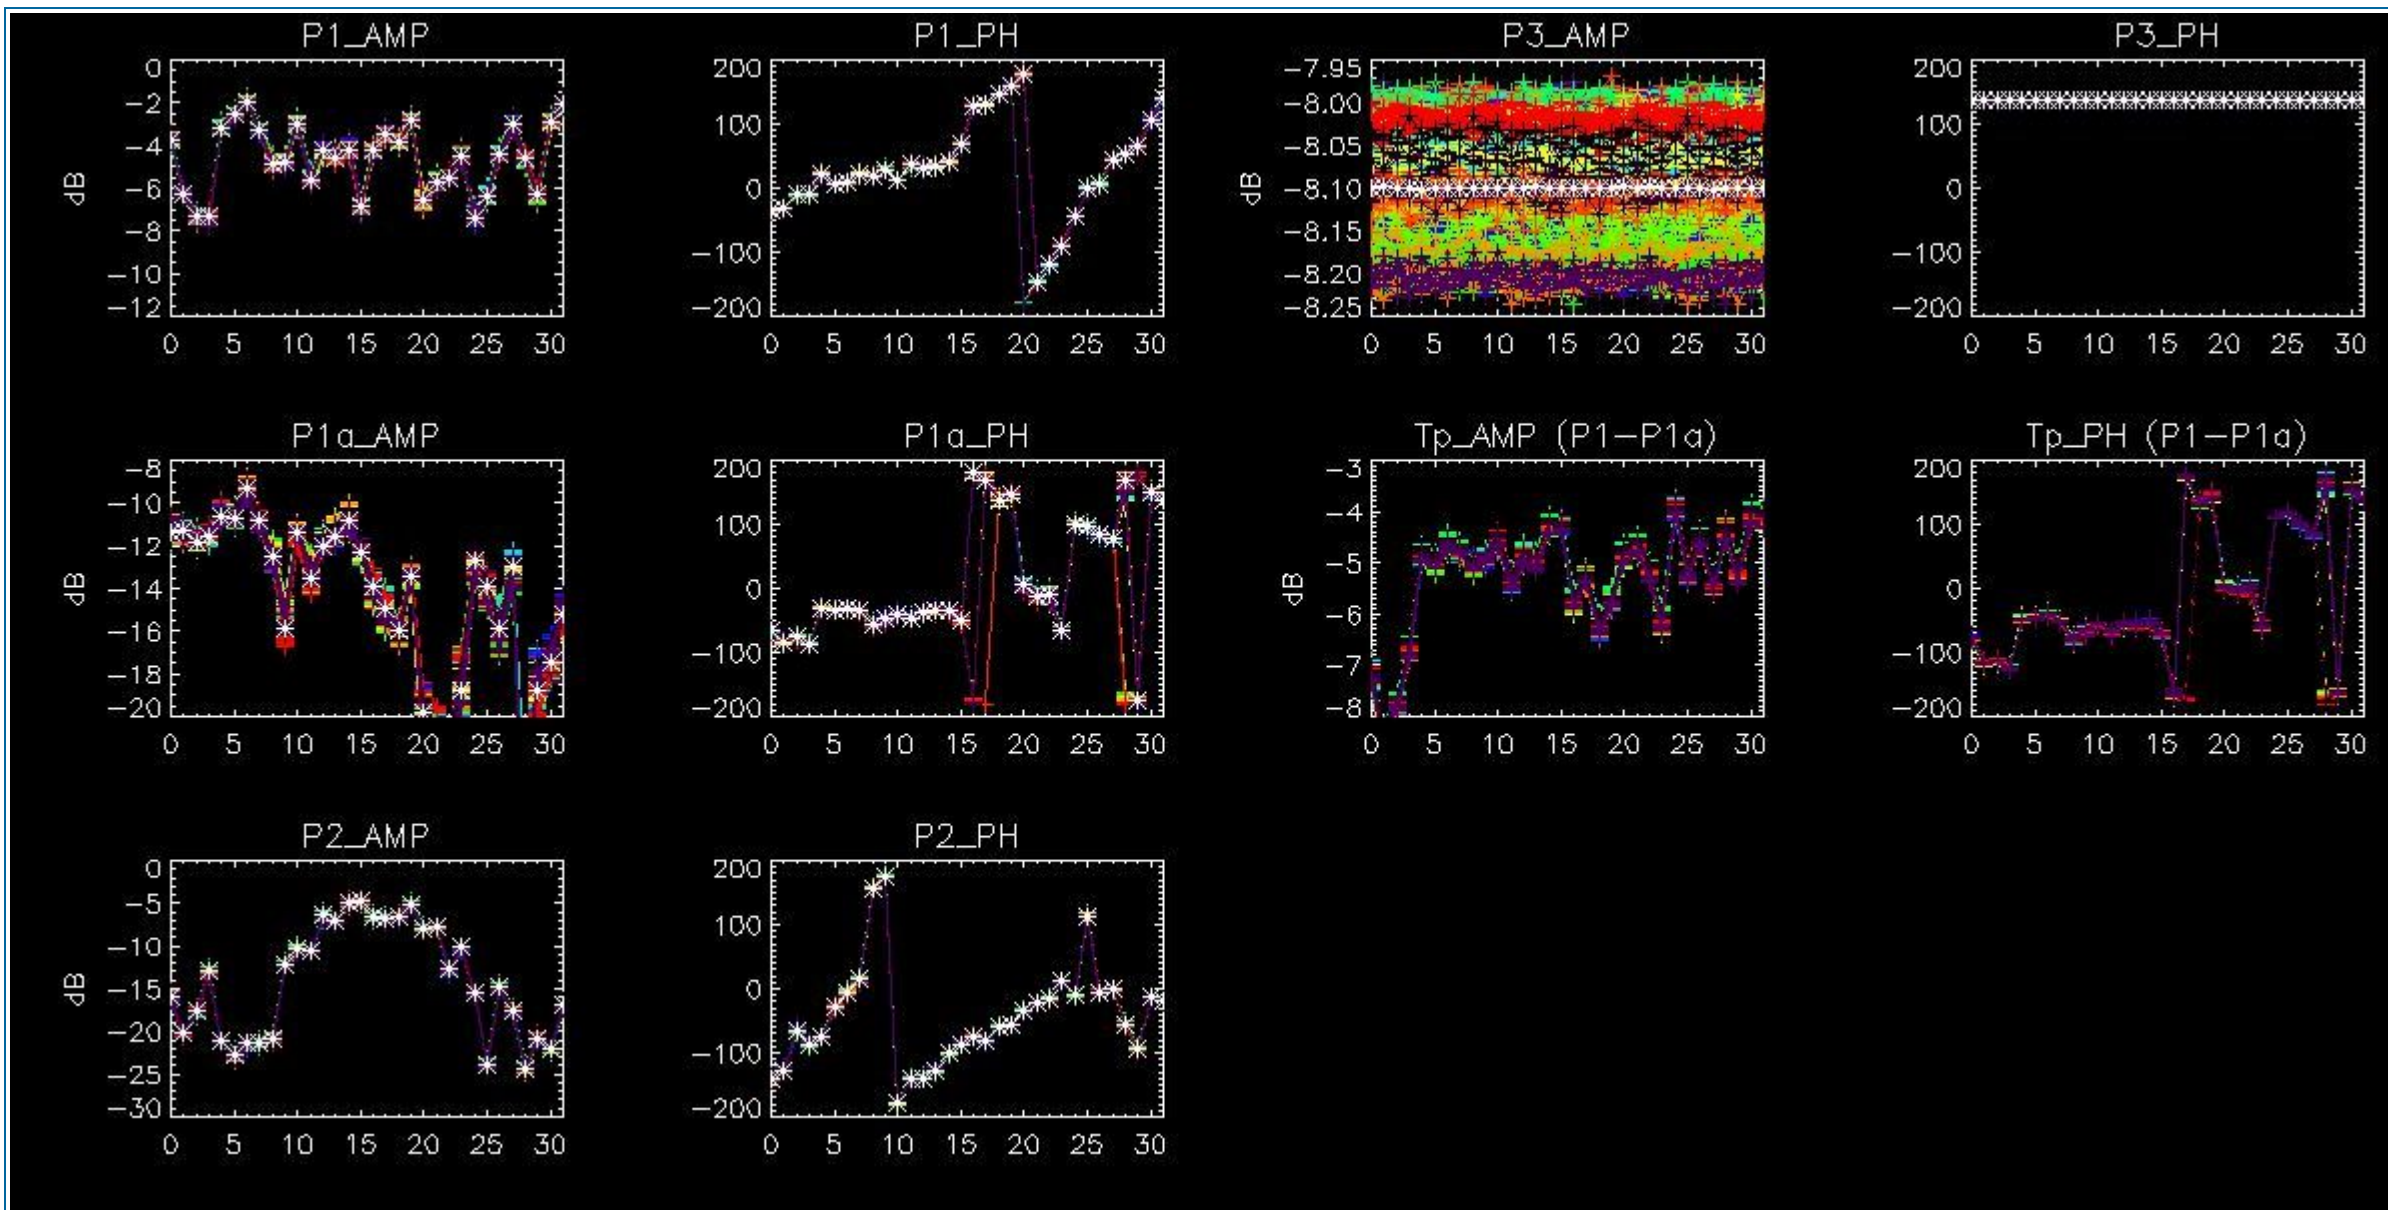 P1_AMP
0
−2
−4
−6
−8
−10
−12
dB
0 5 10 15 20 25 30
P1_PH
200
100
0
−100
−200
0 5 10 15 20 25 30
P3_AMP
−7.95
−8.00
−8.05
−8.10
−8.15
−8.20
−8.25
dB
0 5 10 15 20 25 30
P3_PH
200
100
0
−100
−200
0 5 10 15 20 25 30
P1a_AMP
−8
−10
−12
−14
−16
−18
−20
dB
0 5 10 15 20 25 30
P1a_PH
200
100
0
−100
−200
0 5 10 15 20 25 30
Tp_AMP (P1−P1a)
−3
−4
−5
−6
−7
−8
dB
0 5 10 15 20 25 30
Tp_PH (P1−P1a)
200
100
0
−100
−200
0 5 10 15 20 25 30
P2_AMP
0
−5
−10
−15
−20
−25
−30
dB
0 5 10 15 20 25 30
P2_PH
200
100
0
−100
−200
0 5 10 15 20 25 30